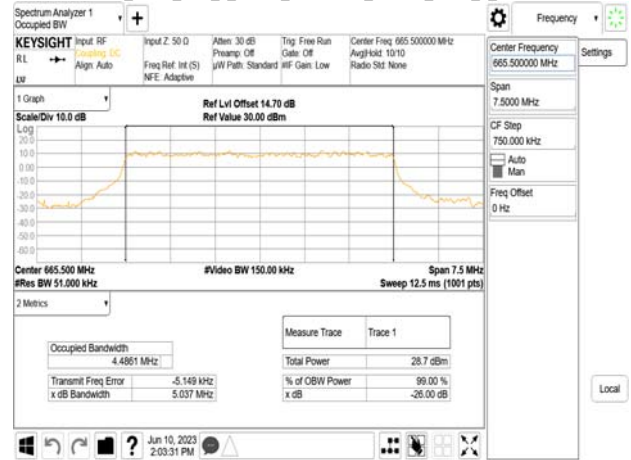 Spectrum Analyzer 1
Occupied BW
+
Frequency
KEYSIGHT
RL
Input: RF
Coupling: DC
Align: Auto
Input Z: 50 Ω
Freq Ref: Int (S)
NFE: Adaptive
Atten: 30 dB
Preamp: Off
µW Path: Standard
Trig: Free Run
Gate: Off
#IF Gain: Low
Center Freq: 665.500000 MHz
Avg|Hold: 10/10
Radio Std: None
LV
Center Frequency
665.500000 MHz
Settings
Span
7.5000 MHz
CF Step
750.000 kHz
Auto
Man
Freq Offset
0 Hz
Local
1 Graph
Scale/Div 10.0 dB
Ref Lvl Offset 14.70 dB
Ref Value 30.00 dBm
Log
20.0
10.0
0.00
-10.0
-20.0
-30.0
-40.0
-50.0
-60.0
Center 665.500 MHz
#Res BW 51.000 kHz
#Video BW 150.00 kHz
Span 7.5 MHz
Sweep 12.5 ms (1001 pts)
2 Metrics
Measure Trace
Trace 1
Occupied Bandwidth
4.4861 MHz
Total Power
28.7 dBm
Transmit Freq Error
-5.149 kHz
% of OBW Power
99.00 %
x dB Bandwidth
5.037 MHz
x dB
-26.00 dB
?
Jun 10, 2023
2:03:31 PM